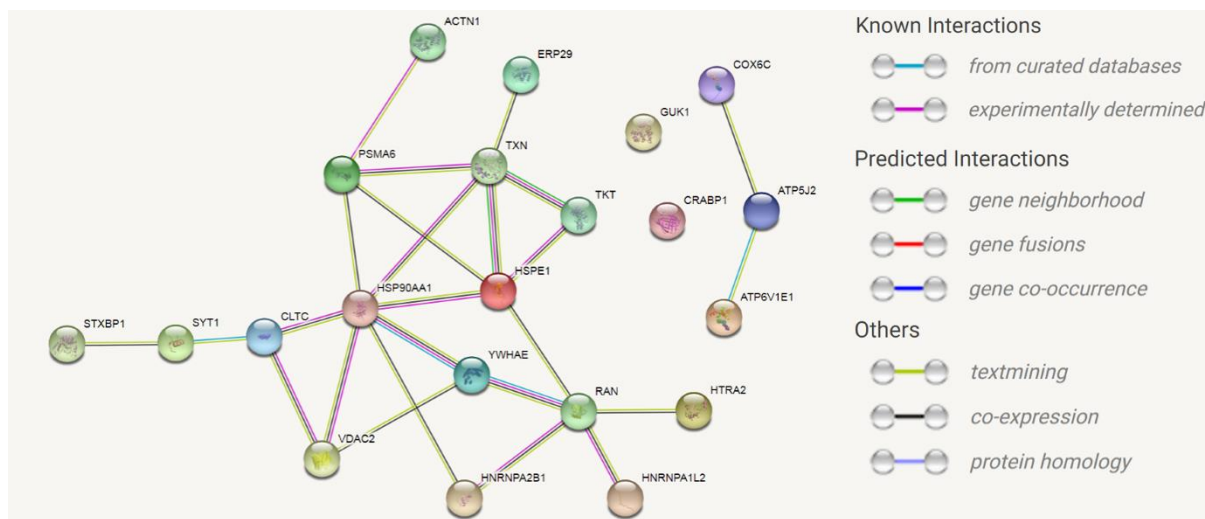 ACTN1
ERP29
COX6C
GUK1
PSMA6
TXN
TKT
CRABP1
ATP5J2
HSPE1
HSP90AA1
ATP6V1E1
STXBP1
SYT1
CLTC
YWHAE
RAN
HTRA2
VDAC2
HNRNPA2B1
HNRNPA1L2
Known Interactions
from curated databases
experimentally determined
Predicted Interactions
gene neighborhood
gene fusions
gene co-occurrence
Others
textmining
co-expression
protein homology